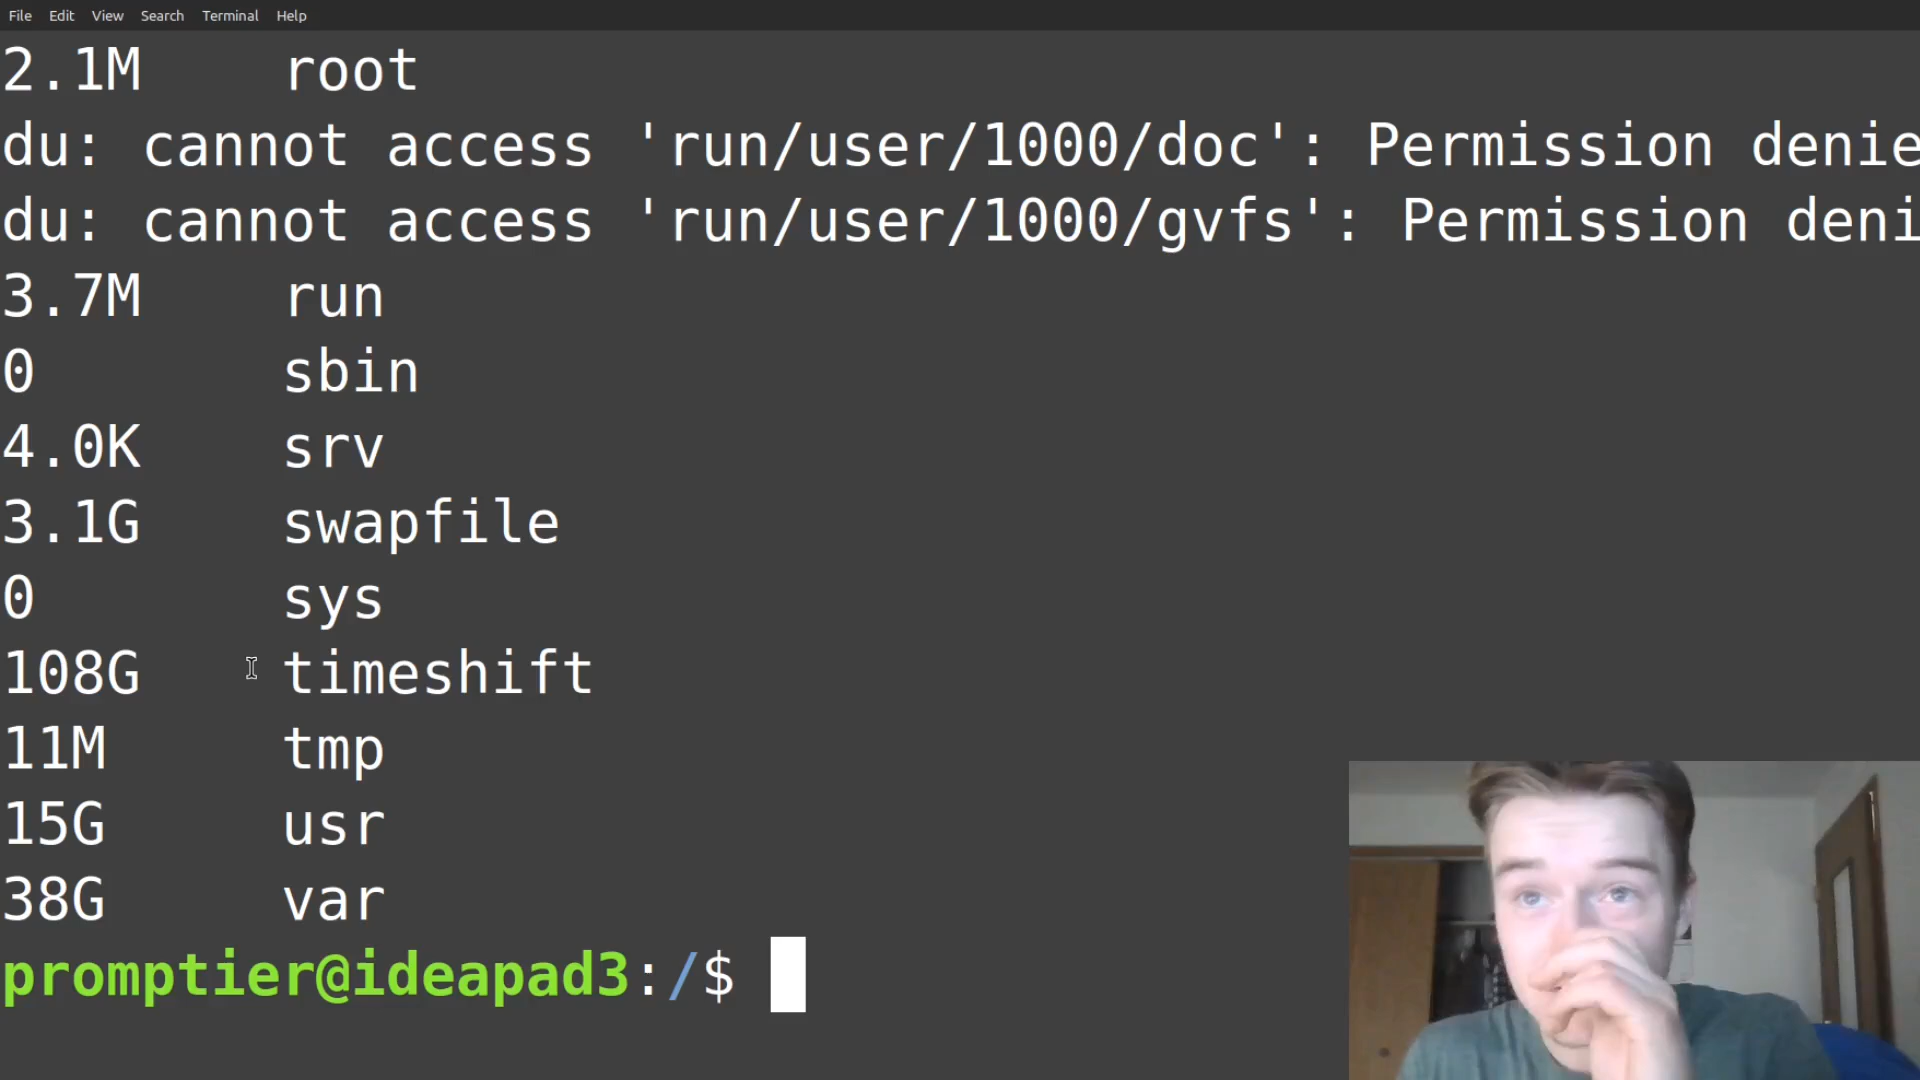 File Edit View Search Terminal Help
2.1M root
du: cannot access 'run/user/1000/doc': Permission denie
du: cannot access 'run/user/1000/gvfs': Permission deni
3.7M run
0 sbin
4.0K srv
3.1G swapfile
0 sys
108G timeshift
11M tmp
15G usr
38G var
promptier@ideapad3:/$